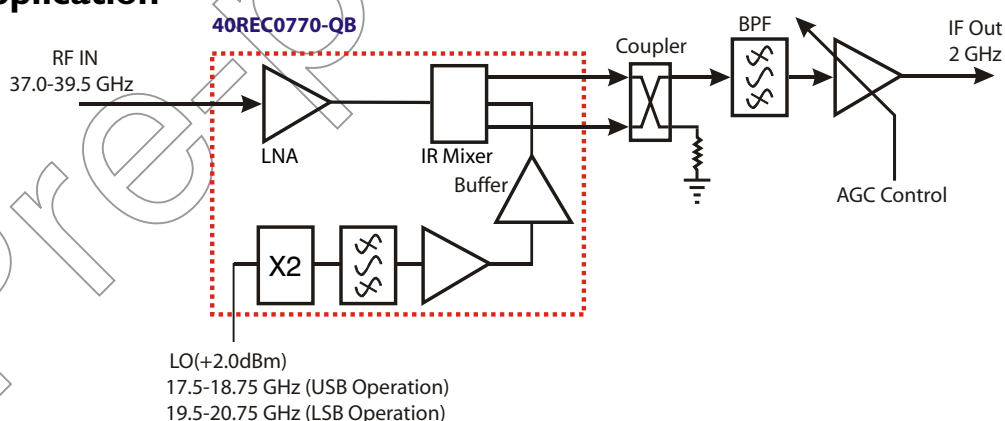 40REC0770-QB
RF IN
37.0-39.5 GHz
LNA
IR Mixer
Buffer
Coupler
BPF
IF Out
2 GHz
AGC Control
X2
LO(+2.0dBm)
17.5-18.75 GHz (USB Operation)
19.5-20.75 GHz (LSB Operation)